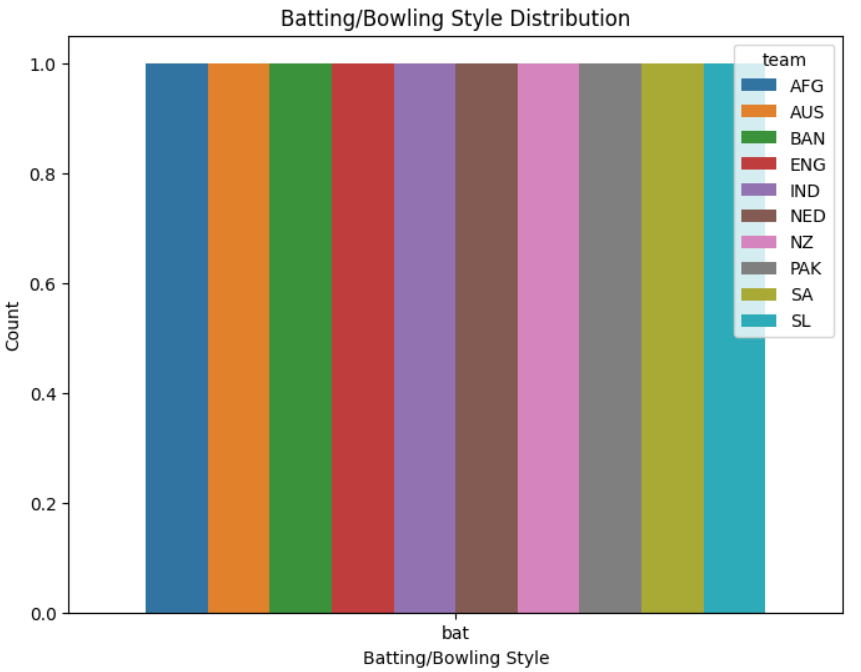 Batting/Bowling Style Distribution
team
AFG
AUS
BAN
ENG
IND
NED
NZ
PAK
SA
SL
1.0
0.8
0.6
0.4
0.2
0.0
Count
bat
Batting/Bowling Style